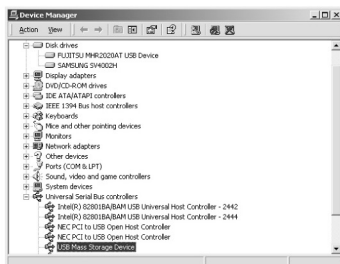 Device Manager
Action View
Disk drives
FUJITSU MHR2020AT USB Device
SAMSUNG SV4002H
Display adapters
DVD/CD-ROM drives
IDE ATA/ATAPI controllers
IEEE 1394 Bus host controllers
Keyboards
Mice and other pointing devices
Monitors
Network adapters
Other devices
Ports (COM & LPT)
Sound, video and game controllers
System devices
Universal Serial Bus controllers
Intel(R) 82801BA/BAM USB Universal Host Controller - 2442
Intel(R) 82801BA/BAM USB Universal Host Controller - 2444
NEC PCI to USB Open Host Controller
NEC PCI to USB Open Host Controller
USB Mass Storage Device